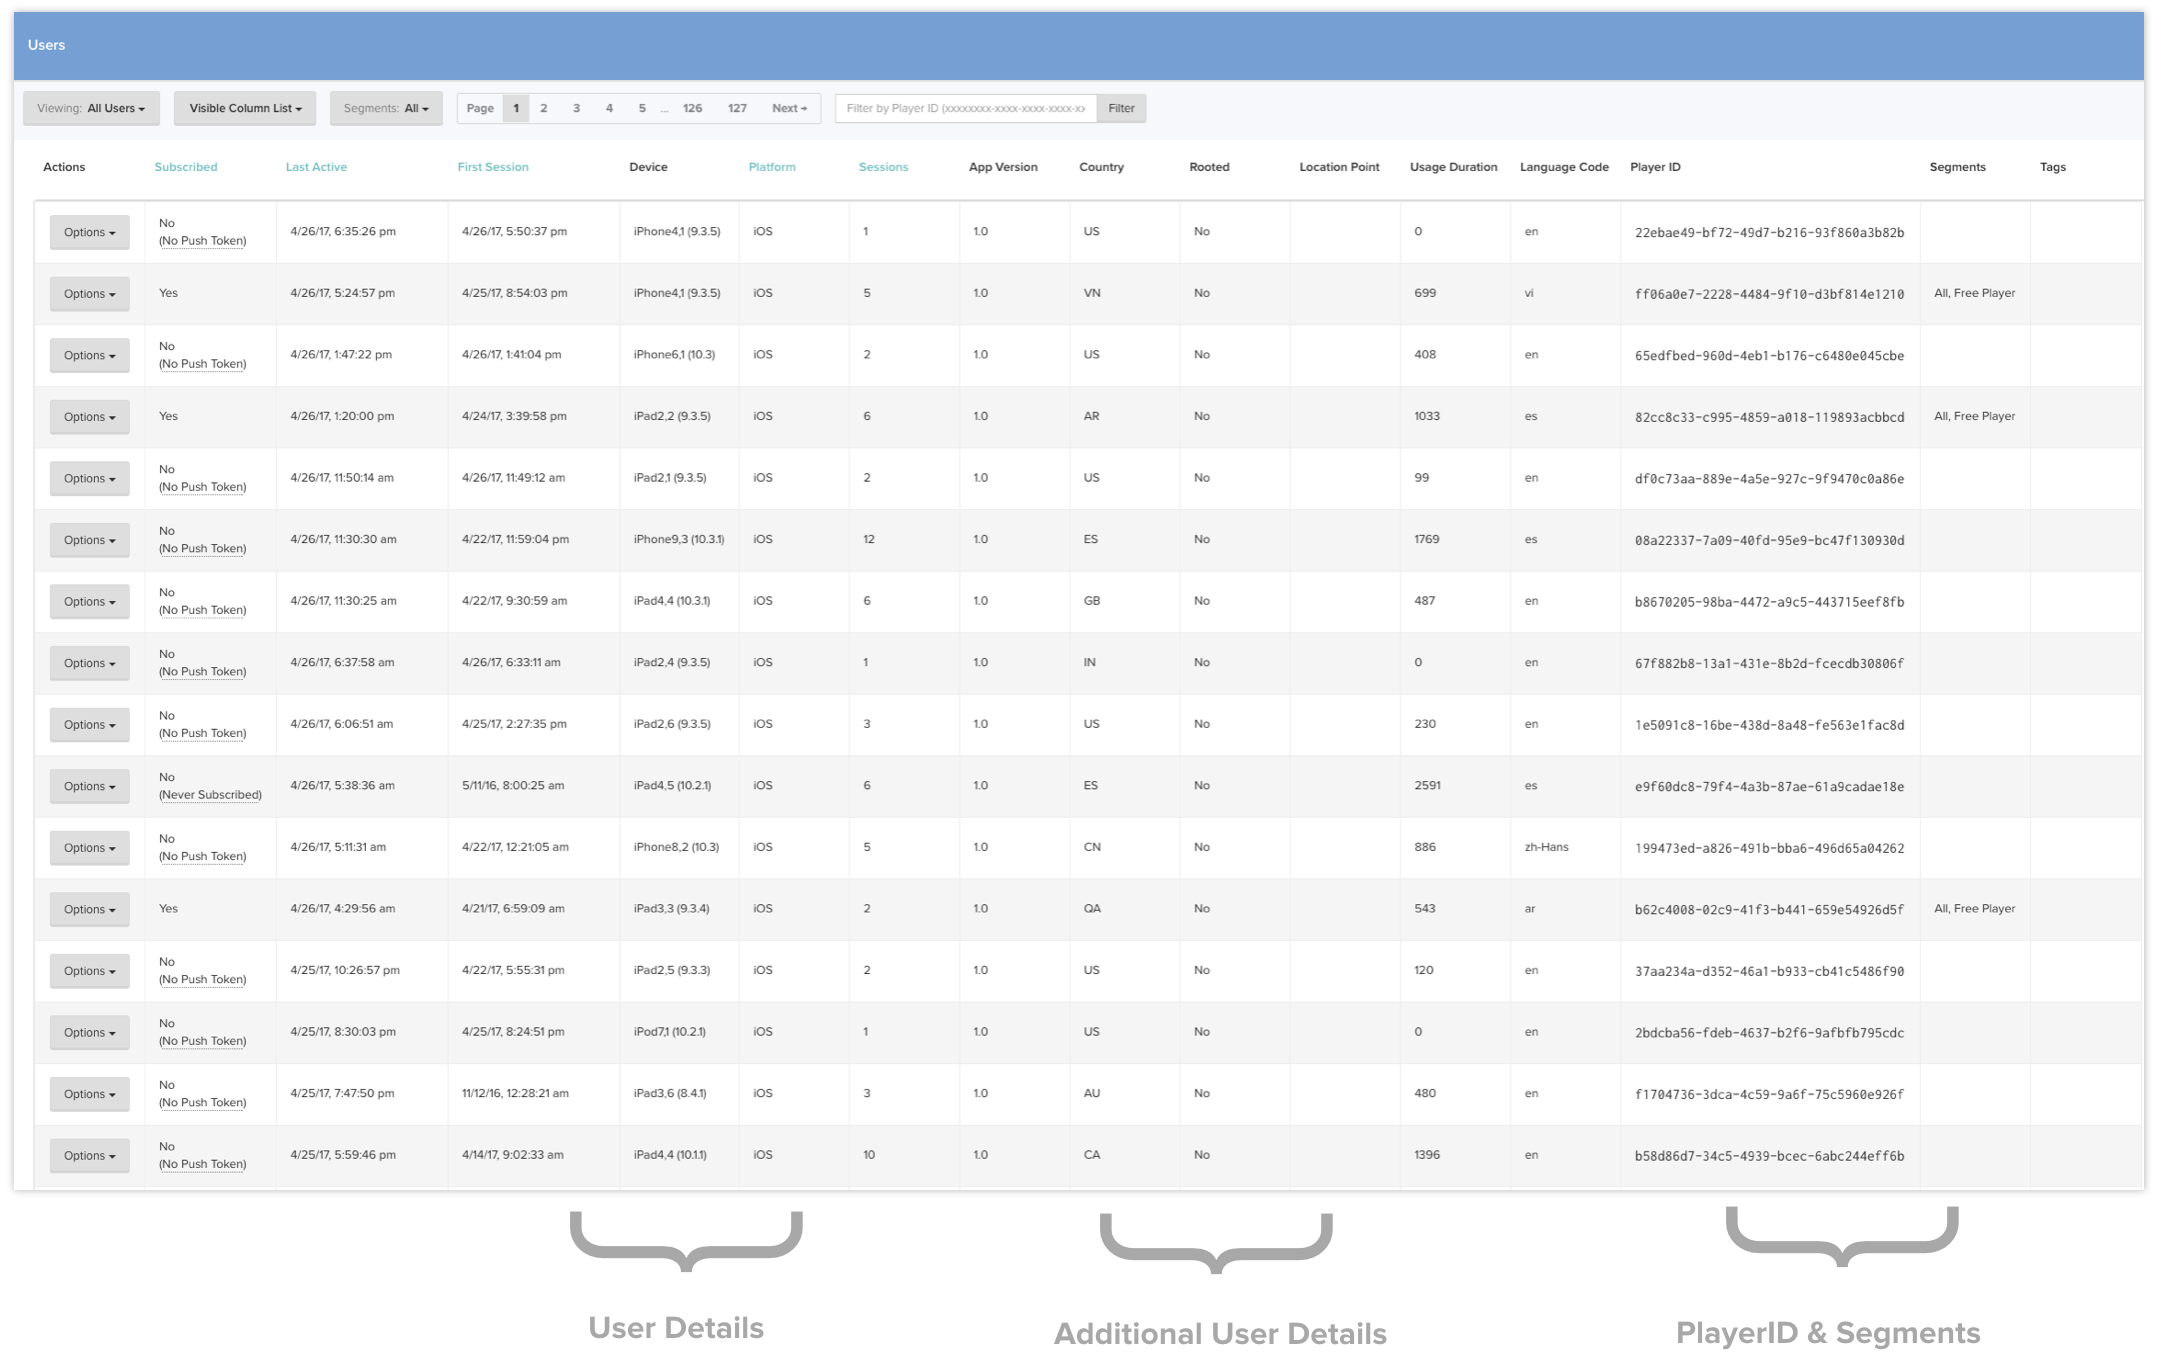 Users
Viewing: All Users Visible Column List Segments: All Page 1 2 3 4 5 ... 126 127 Next → Filter by Player ID (xxxxxxxx-xxxx-xxxx-xxxx-xx Filter
Actions Subscribed Last Active First Session Device Platform Sessions App Version Country Rooted Location Point Usage Duration Language Code Player ID Segments Tags
Options No (No Push Token) 4/26/17, 6:35:26 pm 4/26/17, 5:50:37 pm iPhone4,1 (9.3.5) iOS 1 1.0 US No 0 en 22ebae49-bf72-49d7-b216-93f860a3b82b
Options Yes 4/26/17, 5:24:57 pm 4/25/17, 8:54:03 pm iPhone4,1 (9.3.5) iOS 5 1.0 VN No 699 vi ff06a0e7-2228-4484-9f10-d3bf814e1210 All, Free Player
Options No (No Push Token) 4/26/17, 1:47:22 pm 4/26/17, 1:41:04 pm iPhone6,1 (10.3) iOS 2 1.0 US No 408 en 65edfbed-960d-4eb1-b176-c6480e045cbe
Options Yes 4/26/17, 1:20:00 pm 4/24/17, 3:39:58 pm iPad2,2 (9.3.5) iOS 6 1.0 AR No 1033 es 82cc8c33-c995-4859-a018-119893acbbcd All, Free Player
Options No (No Push Token) 4/26/17, 11:50:14 am 4/26/17, 11:49:12 am iPad2,1 (9.3.5) iOS 2 1.0 US No 99 en df0c73aa-889e-4a5e-927c-9f9470c0a86e
Options No (No Push Token) 4/26/17, 11:30:30 am 4/22/17, 11:59:04 pm iPhone9,3 (10.3.1) iOS 12 1.0 ES No 1769 es 08a22337-7a09-40fd-95e9-bc47f130930d
Options No (No Push Token) 4/26/17, 11:30:25 am 4/22/17, 9:30:59 am iPad4,4 (10.3.1) iOS 6 1.0 GB No 487 en b8670205-98ba-4472-a9c5-443715eef8fb
Options No (No Push Token) 4/26/17, 6:37:58 am 4/26/17, 6:33:11 am iPad2,4 (9.3.5) iOS 1 1.0 IN No 0 en 67f882b8-13a1-431e-8b2d-fcecdb30806f
Options No (No Push Token) 4/26/17, 6:06:51 am 4/25/17, 2:27:35 pm iPad2,6 (9.3.5) iOS 3 1.0 US No 230 en 1e5091c8-16be-438d-8a48-fe563e1fac8d
Options No (Never Subscribed) 4/26/17, 5:38:36 am 5/11/16, 8:00:25 am iPad4,5 (10.2.1) iOS 6 1.0 ES No 2591 es e9f60dc8-79f4-4a3b-87ae-61a9cadae18e
Options No (No Push Token) 4/26/17, 5:11:31 am 4/22/17, 12:21:05 am iPhone8,2 (10.3) iOS 5 1.0 CN No 886 zh-Hans 199473ed-a826-491b-bba6-496d65a04262
Options Yes 4/26/17, 4:29:56 am 4/21/17, 6:59:09 am iPad3,3 (9.3.4) iOS 2 1.0 QA No 543 ar b62c4008-02c9-41f3-b441-659e54926d5f All, Free Player
Options No (No Push Token) 4/25/17, 10:26:57 pm 4/22/17, 5:55:31 pm iPad2,5 (9.3.3) iOS 2 1.0 US No 120 en 37aa234a-d352-46a1-b933-cb41c5486f90
Options No (No Push Token) 4/25/17, 8:30:03 pm 4/25/17, 8:24:51 pm iPod7,1 (10.2.1) iOS 1 1.0 US No 0 en 2bdcba56-fdeb-4637-b2f6-9afbfb795cdc
Options No (No Push Token) 4/25/17, 7:47:50 pm 11/12/16, 12:28:21 am iPad3,6 (8.4.1) iOS 3 1.0 AU No 480 en f1704736-3dca-4c59-9a6f-75c5960e926f
Options No (No Push Token) 4/25/17, 5:59:46 pm 4/14/17, 9:02:33 am iPad4,4 (10.1.1) iOS 10 1.0 CA No 1396 en b58d86d7-34c5-4939-bcec-6abc244eff6b
User Details Additional User Details PlayerID & Segments